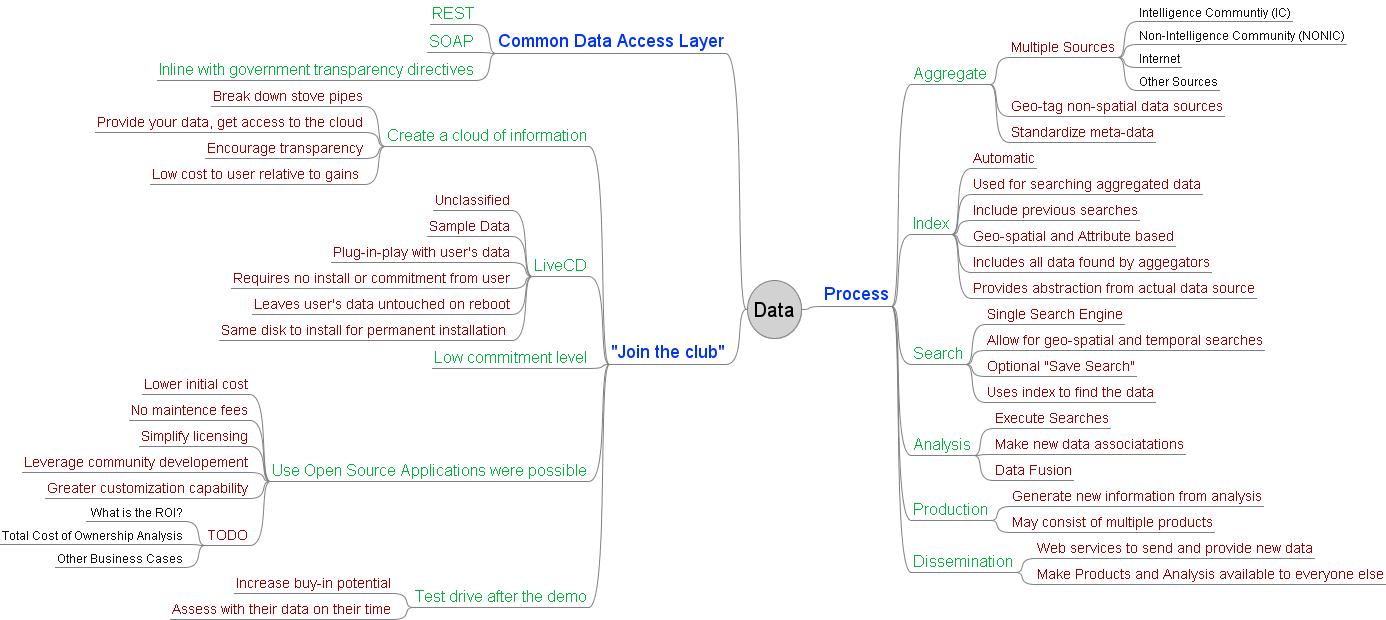 REST
SOAP
Inline with government transparency directives
Common Data Access Layer
Break down stove pipes
Provide your data, get access to the cloud
Encourage transparency
Low cost to user relative to gains
Create a cloud of information
Unclassified
Sample Data
Plug-in-play with user's data
Requires no install or commitment from user
Leaves user's data untouched on reboot
Same disk to install for permanent installation
LiveCD
Low commitment level
"Join the club"
Lower initial cost
No maintence fees
Simplify licensing
Leverage community developement
Greater customization capability
What is the ROI?
Total Cost of Ownership Analysis
Other Business Cases
TODO
Use Open Source Applications were possible
Increase buy-in potential
Assess with their data on their time
Test drive after the demo
Data
Process
Aggregate
Multiple Sources
Intelligence Communtiy (IC)
Non-Intelligence Community (NONIC)
Internet
Other Sources
Geo-tag non-spatial data sources
Standardize meta-data
Index
Automatic
Used for searching aggregated data
Include previous searches
Geo-spatial and Attribute based
Includes all data found by aggegators
Provides abstraction from actual data source
Search
Single Search Engine
Allow for geo-spatial and temporal searches
Optional "Save Search"
Uses index to find the data
Analysis
Execute Searches
Make new data associatations
Data Fusion
Production
Generate new information from analysis
May consist of multiple products
Dissemination
Web services to send and provide new data
Make Products and Analysis available to everyone else